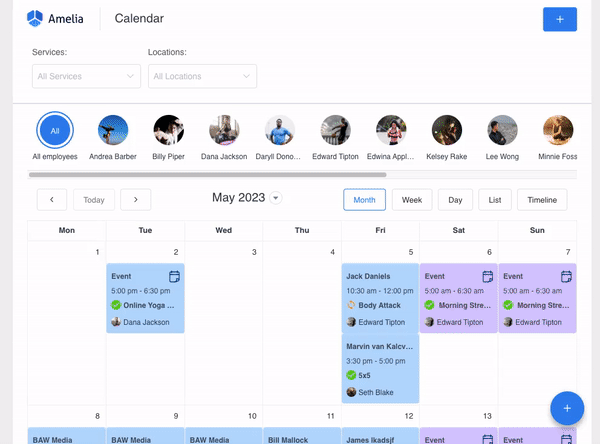 Amelia
Calendar
+
Services:
Locations:
All Services
All Locations
All
All employees
Andrea Barber
Billy Piper
Dana Jackson
Daryll Dono...
Edward Tipton
Edwina Appl...
Kelsey Rake
Lee Wong
Minnie Foss
Today
May 2023
Month
Week
Day
List
Timeline
Mon
Tue
Wed
Thu
Fri
Sat
Sun
1
2
3
4
5
6
7
Event
5:00 pm - 6:30 pm
Online Yoga ...
Dana Jackson
Jack Daniels
10:30 am - 12:00 pm
Body Attack
Edward Tipton
Marvin van Kalcv...
3:30 pm - 5:00 pm
5x5
Seth Blake
Event
5:00 am - 6:30 am
Morning Stre...
Edward Tipton
Event
5:00 am - 6:30 am
Morning Stre...
Edward Tipton
+
8
9
10
11
12
13
BAW Media
BAW Media
BAW Media
Bill Mallock
James ikadsjf
Event
Event